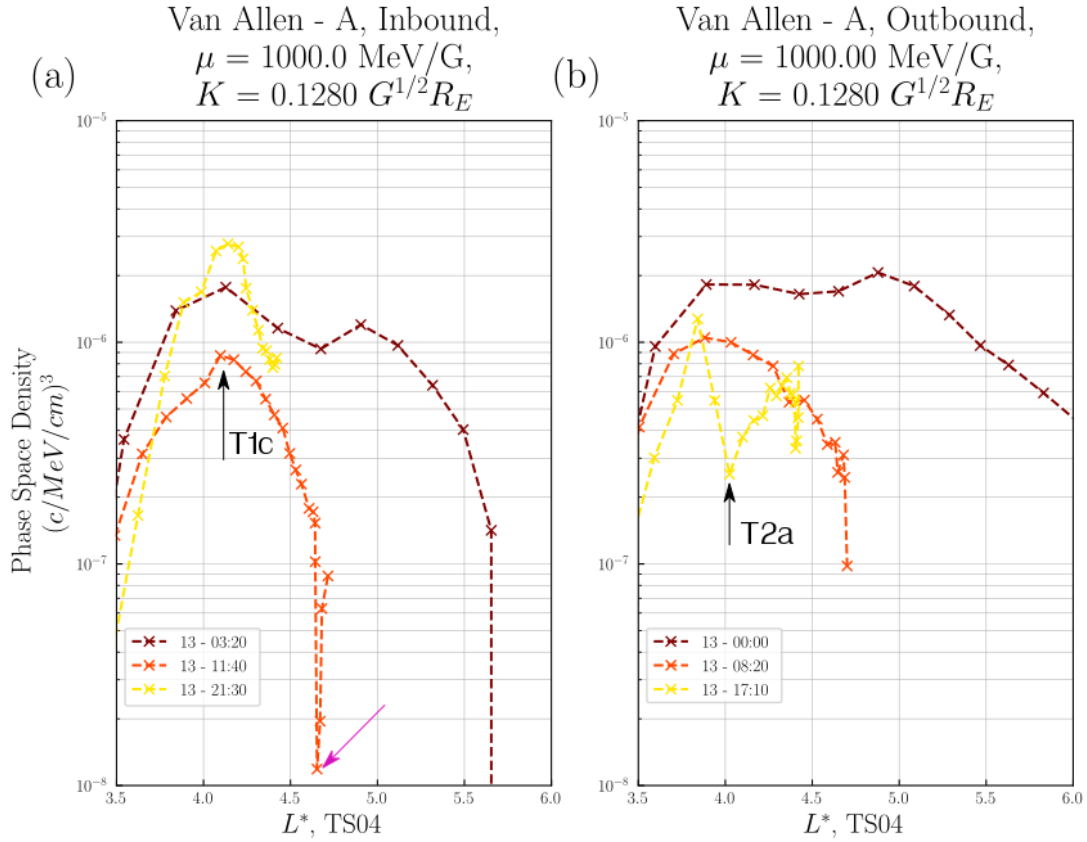 Van Allen - A, Inbound,
μ = 1000.0 MeV/G,
K = 0.1280 G^{1/2}R_E
(a)
Van Allen - A, Outbound,
μ = 1000.00 MeV/G,
K = 0.1280 G^{1/2}R_E
(b)
Phase Space Density
(c/MeV/cm)^3
10^{-5}
10^{-6}
10^{-7}
10^{-8}
T1c
13 - 03:20
13 - 11:40
13 - 21:30
3.5 4.0 4.5 5.0 5.5 6.0
L^*, TS04
10^{-5}
10^{-6}
10^{-7}
10^{-8}
T2a
13 - 00:00
13 - 08:20
13 - 17:10
3.5 4.0 4.5 5.0 5.5 6.0
L^*, TS04